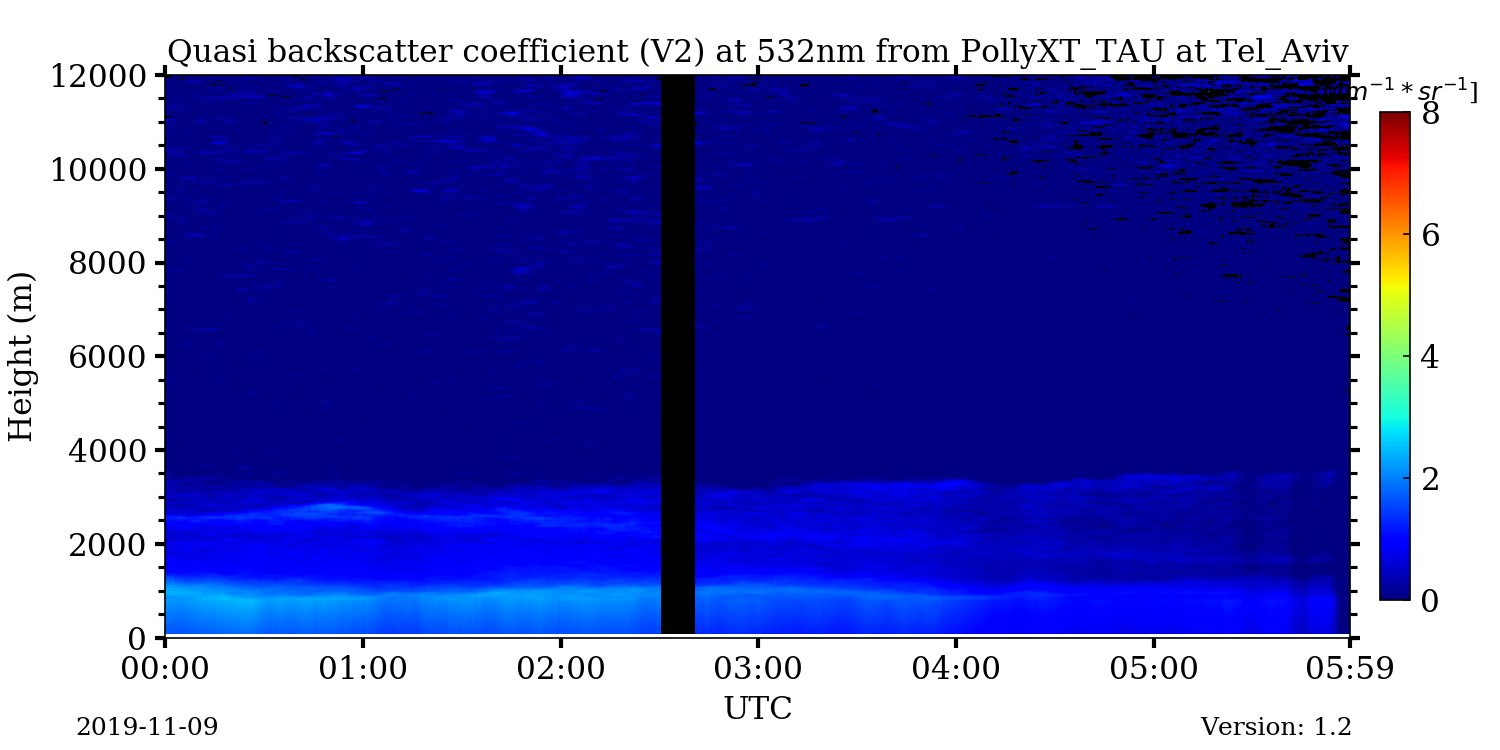 Quasi backscatter coefficient (V2) at 532nm from PollyXT_TAU at Tel_Aviv
12000
10000
8000
6000
4000
2000
0
Height (m)
00:00 01:00 02:00 03:00 04:00 05:00 05:59
UTC
sr⁻¹]
8
6
4
2
0
2019-11-09
Version: 1.2